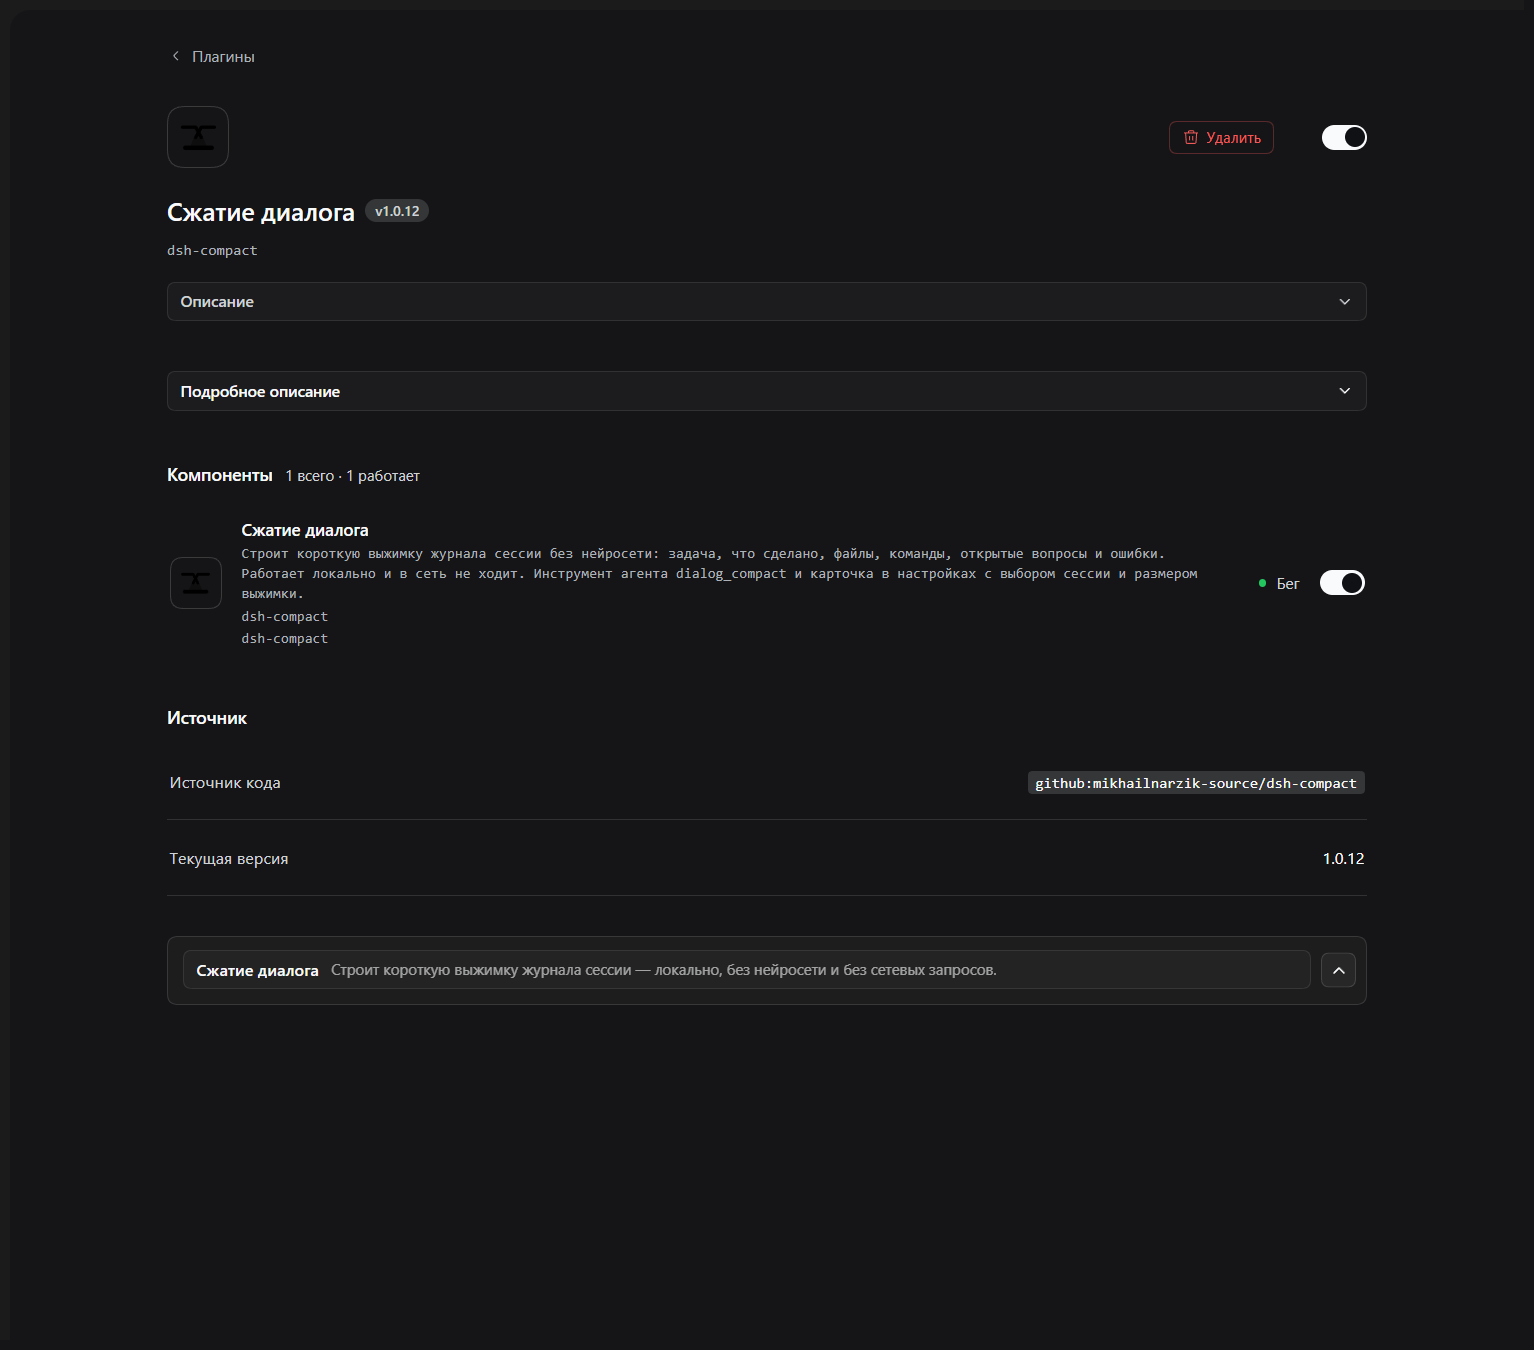 Плагины
Удалить
Сжатие диалога v1.0.12
dsh-compact
Описание
Подробное описание
Компоненты 1 всего · 1 работает
Сжатие диалога
Строит короткую выжимку журнала сессии без нейросети: задача, что сделано, файлы, команды, открытые вопросы и ошибки.
Работает локально и в сеть не ходит. Инструмент агента dialog_compact и карточка в настройках с выбором сессии и размером
выжимки.
dsh-compact
dsh-compact
Бег
Источник
Источник кода github:mikhailnarzik-source/dsh-compact
Текущая версия 1.0.12
Сжатие диалога Строит короткую выжимку журнала сессии — локально, без нейросети и без сетевых запросов.